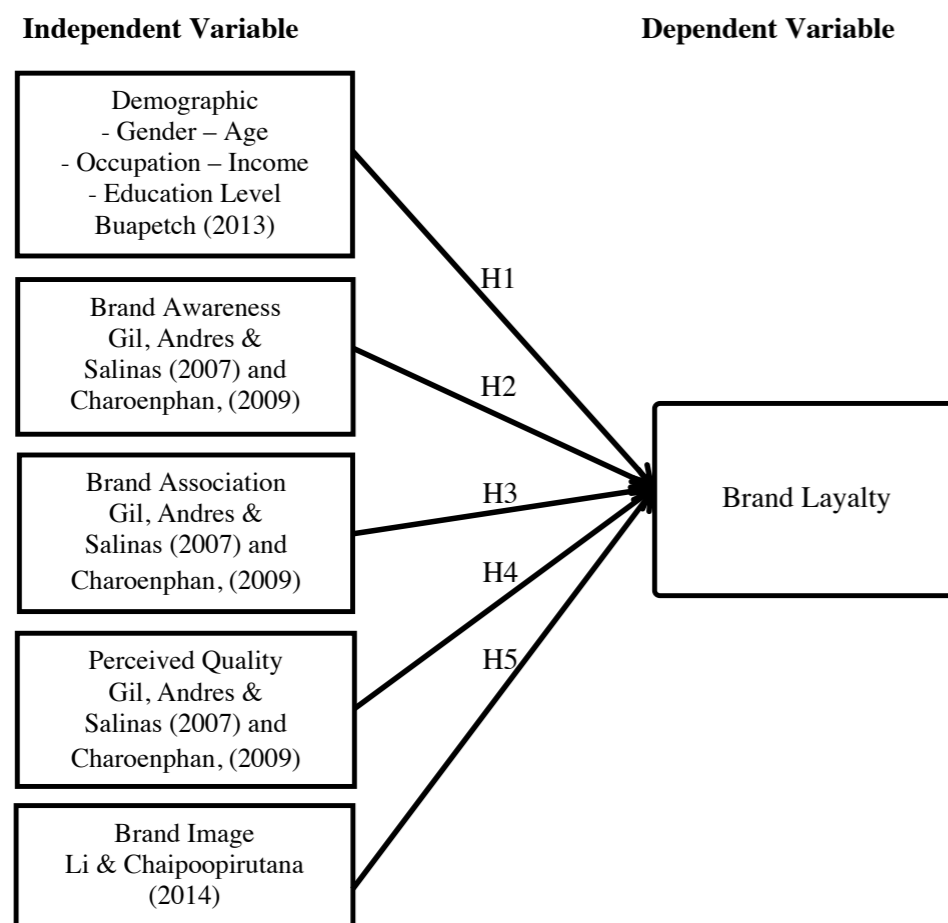 Independent Variable
Dependent Variable
Demographic
- Gender – Age
- Occupation – Income
- Education Level
Buapetch (2013)
H1
Brand Awareness
Gil, Andres &
Salinas (2007) and
Charoenphan, (2009)
H2
Brand Association
Gil, Andres &
Salinas (2007) and
Charoenphan, (2009)
H3
Brand Layalty
Perceived Quality
Gil, Andres &
Salinas (2007) and
Charoenphan, (2009)
H4
Brand Image
Li & Chaipoopirutana
(2014)
H5